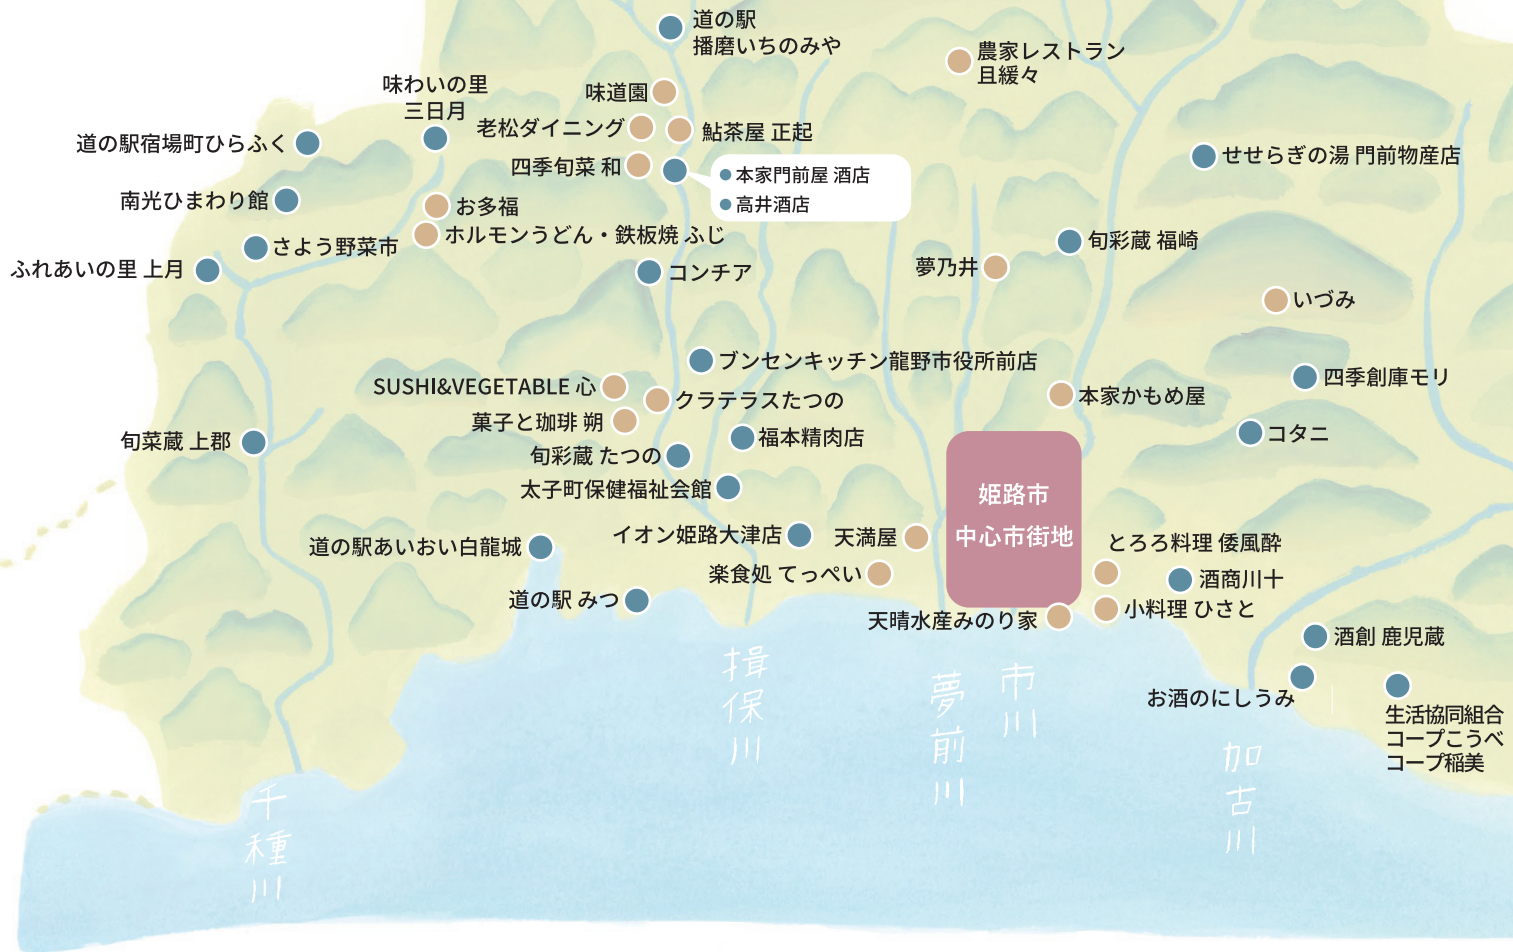 道の駅
播磨いちのみや
農家レストラン
且緩々
味わいの里
三日月
味道園
老松ダイニング
鮎茶屋 正起
道の駅宿場町ひらふく
四季旬菜 和
本家門前屋 酒店
高井酒店
せせらぎの湯 門前物産店
南光ひまわり館
お多福
ホルモンうどん・鉄板焼 ふじ
さよう野菜市
ふれあいの里 上月
コンチア
旬彩蔵 福崎
夢乃井
いづみ
ブンセンキッチン龍野市役所前店
SUSHI&VEGETABLE 心
クラテラスたつの
本家かもめ屋
四季創庫モリ
菓子と珈琲 朔
旬菜蔵 上郡
福本精肉店
コタニ
旬彩蔵 たつの
太子町保健福祉会館
姫路市
中心市街地
イオン姫路大津店
天満屋
道の駅あいおい白龍城
とろろ料理 倭風酔
楽食処 てっぺい
酒商川十
道の駅 みつ
天晴水産みのり家
小料理 ひさと
酒創 鹿児蔵
お酒のにしうみ
生活協同組合
コープこうべ
コープ稲美
揖保川
夢前川
市川
加古川
千種川